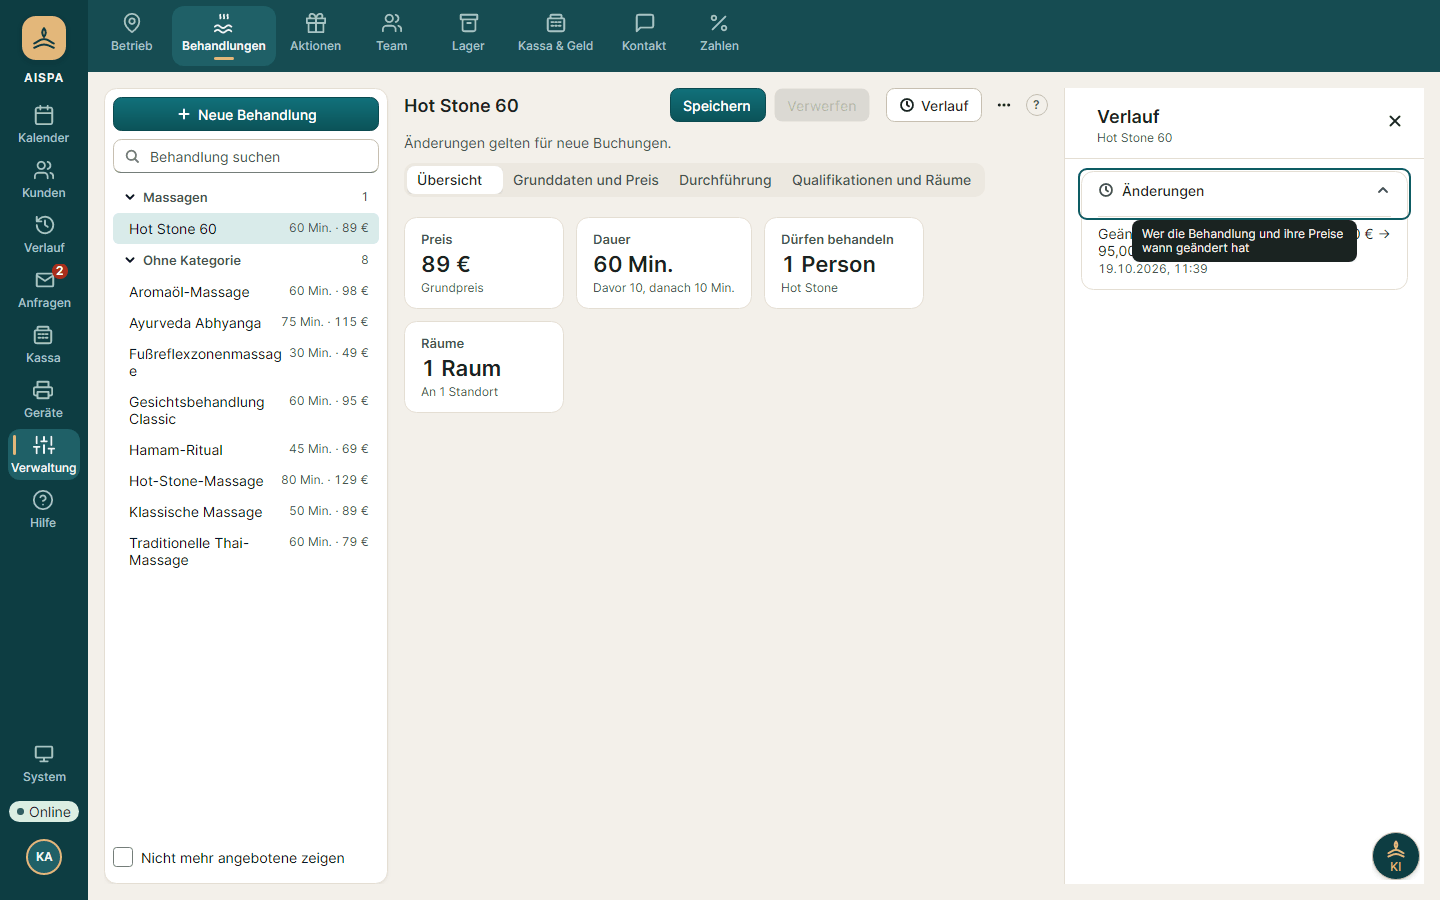 AISPA
Kalender
Kunden
Verlauf
2
Anfragen
Kassa
Geräte
Verwaltung
Hilfe
System
Online
KA
Betrieb
Behandlungen
Aktionen
Team
Lager
Kassa & Geld
Kontakt
Zahlen
Neue Behandlung
Behandlung suchen
Massagen 1
Hot Stone 60 60 Min. · 89 €
Ohne Kategorie 8
Aromaöl-Massage 60 Min. · 98 €
Ayurveda Abhyanga 75 Min. · 115 €
Fußreflexzonenmassag 30 Min. · 49 €
e
Gesichtsbehandlung 60 Min. · 95 €
Classic
Hamam-Ritual 45 Min. · 69 €
Hot-Stone-Massage 80 Min. · 129 €
Klassische Massage 50 Min. · 89 €
Traditionelle Thai- 60 Min. · 79 €
Massage
Nicht mehr angebotene zeigen
Hot Stone 60
Speichern
Verwerfen
Verlauf
?
Änderungen gelten für neue Buchungen.
Übersicht
Grunddaten und Preis
Durchführung
Qualifikationen und Räume
Preis
89 €
Grundpreis
Dauer
60 Min.
Davor 10, danach 10 Min.
Dürfen behandeln
1 Person
Hot Stone
Räume
1 Raum
An 1 Standort
Verlauf
Hot Stone 60
Änderungen
Wer die Behandlung und ihre Preise
wann geändert hat
€ →
19.10.2026, 11:39
KI